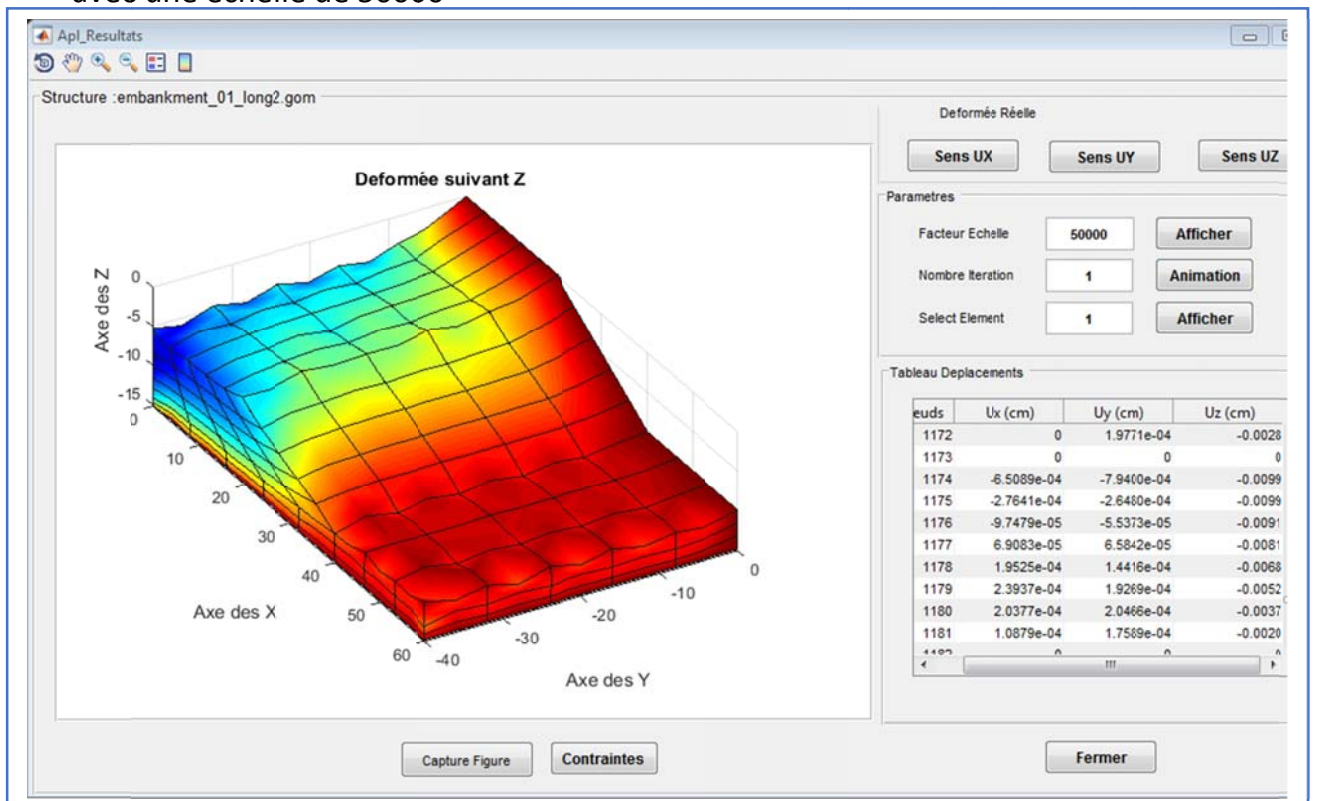 avec une échelle de 50000
Apl_Resultats
Structure :embankment_01_long2.gom
Deformée suivant Z
Axe des Z
0
-5
-10
-15
0
10
20
30
40
50
60
Axe des X
-40
-30
-20
-10
0
Axe des Y
Capture Figure
Contraintes
Deformée Réelle
Sens UX
Sens UY
Sens UZ
Parametres
Facteur Echelle 50000 Afficher
Nombre Iteration 1 Animation
Select Element 1 Afficher
Tableau Deplacements
euds Ux (cm) Uy (cm) Uz (cm)
1172 0 1.9771e-04 -0.0028
1173 0 0 0
1174 -6.5089e-04 -7.9400e-04 -0.0099
1175 -2.7641e-04 -2.6480e-04 -0.0099
1176 -9.7479e-05 -5.5373e-05 -0.0091
1177 6.9083e-05 6.5842e-05 -0.0081
1178 1.9525e-04 1.4416e-04 -0.0068
1179 2.3937e-04 1.9269e-04 -0.0052
1180 2.0377e-04 2.0466e-04 -0.0037
1181 1.0879e-04 1.7589e-04 -0.0020
Fermer